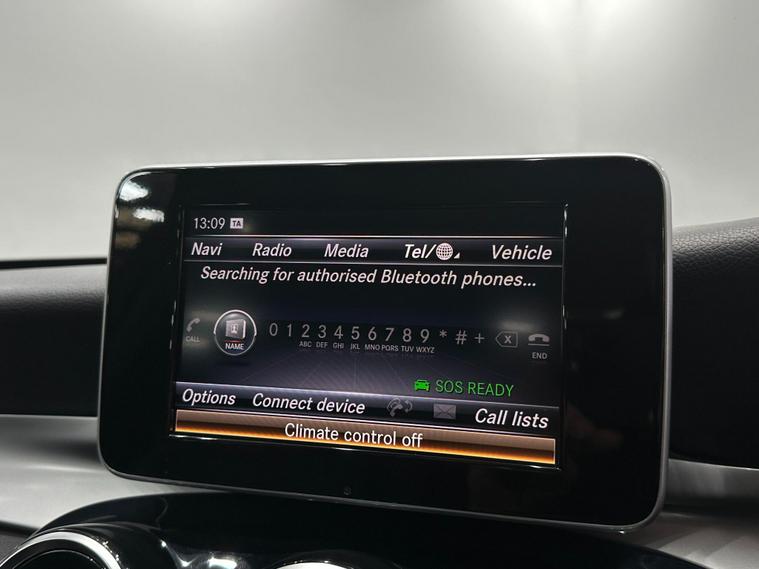 13:09 TA
Navi Radio Media Tel/ Vehicle
Searching for authorised Bluetooth phones...
0 1 2 3 4 5 6 7 8 9 * # +
CALL NAME ABC DEF GHI JKL MNO PQRS TUV WXYZ END
SOS READY
Options Connect device Call lists
Climate control off